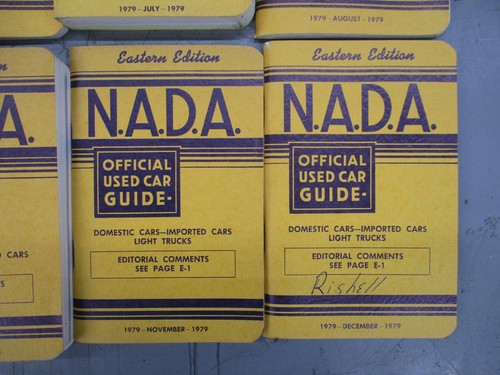 1979 - JULY - 1979
1979 - AUGUST - 1979
A.
CARS
S
Eastern Edition
N.A.D.A.
OFFICIAL
USED CAR
GUIDE-
DOMESTIC CARS—IMPORTED CARS
LIGHT TRUCKS
EDITORIAL COMMENTS
SEE PAGE E-1
1979 - NOVEMBER - 1979
Eastern Edition
N.A.D.A.
OFFICIAL
USED CAR
GUIDE-
DOMESTIC CARS—IMPORTED CARS
LIGHT TRUCKS
EDITORIAL COMMENTS
SEE PAGE E-1
Rishell
1979 - DECEMBER - 1979